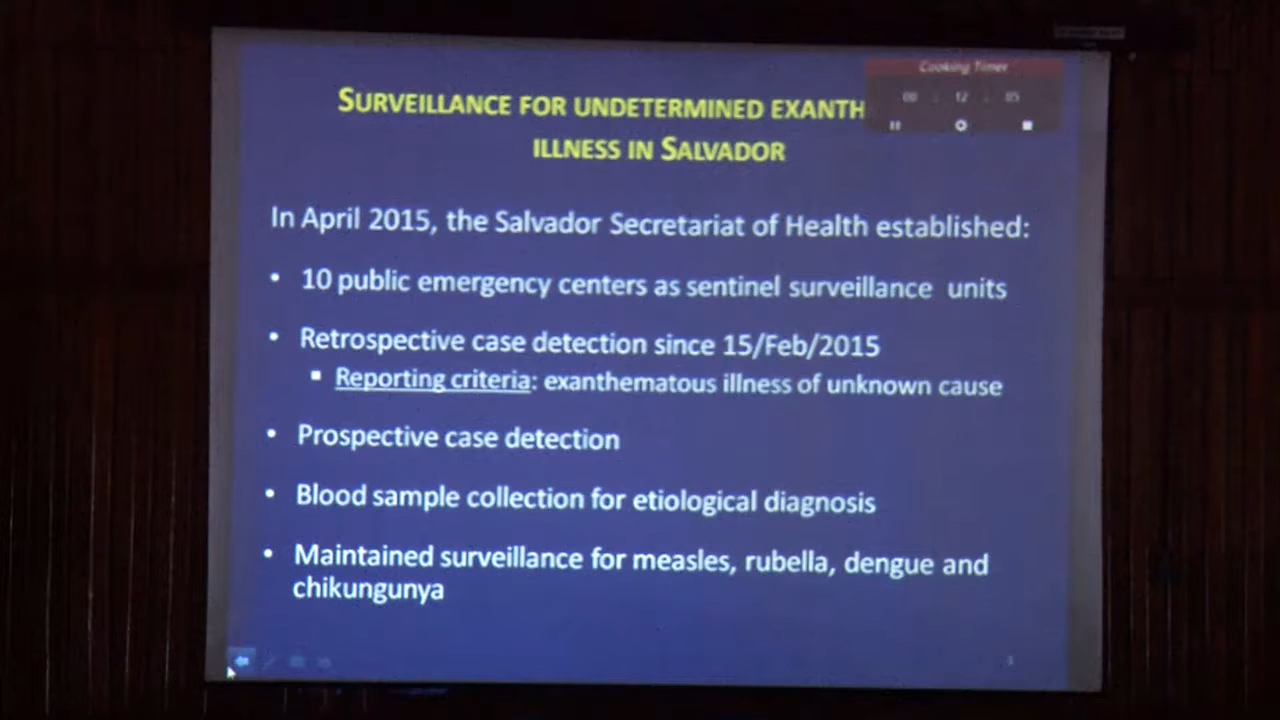 Cooking Timer
00 : 12 : 05
SURVEILLANCE FOR UNDETERMINED EXANTH
ILLNESS IN SALVADOR
In April 2015, the Salvador Secretariat of Health established:
• 10 public emergency centers as sentinel surveillance units
• Retrospective case detection since 15/Feb/2015
▪ Reporting criteria: exanthematous illness of unknown cause
• Prospective case detection
• Blood sample collection for etiological diagnosis
• Maintained surveillance for measles, rubella, dengue and
chikungunya